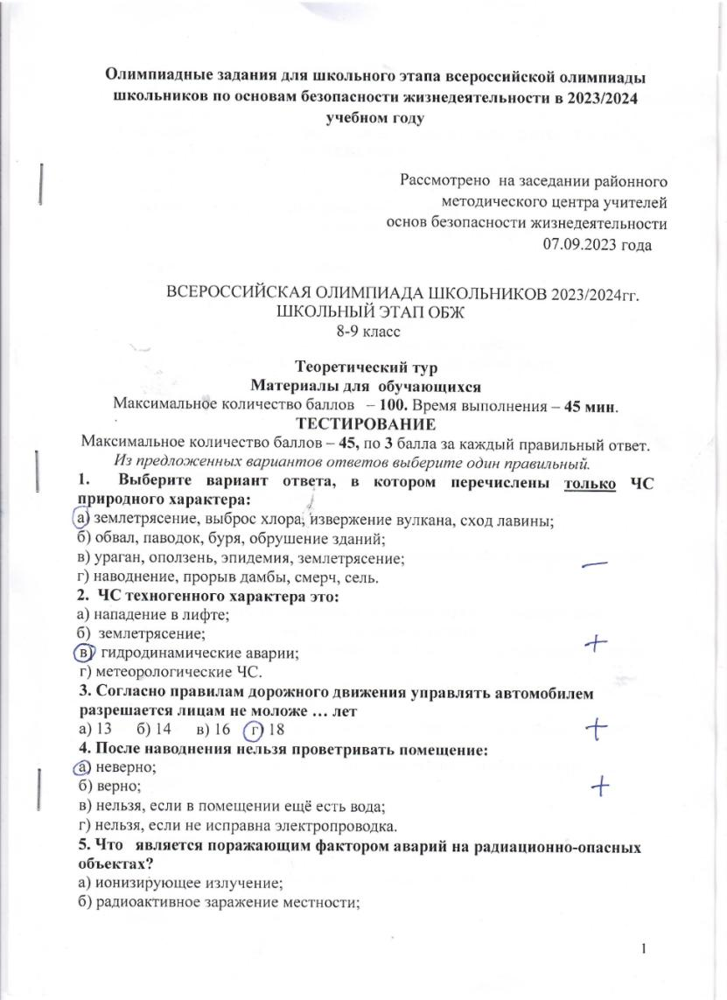 Олимпиадные задания для школьного этапа всероссийской олимпиады
школьников по основам безопасности жизнедеятельности в 2023/2024
учебном году
Рассмотрено на заседании районного
методического центра учителей
основ безопасности жизнедеятельности
07.09.2023 года
ВСЕРОССИЙСКАЯ ОЛИМПИАДА ШКОЛЬНИКОВ 2023/2024гг.
ШКОЛЬНЫЙ ЭТАП ОБЖ
8-9 класс
Теоретический тур
Материалы для обучающихся
Максимальное количество баллов – 100. Время выполнения – 45 мин.
ТЕСТИРОВАНИЕ
Максимальное количество баллов – 45, по 3 балла за каждый правильный ответ.
Из предложенных вариантов ответов выберите один правильный.
1. Выберите вариант ответа, в котором перечислены только ЧС
природного характера:
а) землетрясение, выброс хлора, извержение вулкана, сход лавины;
б) обвал, паводок, буря, обрушение зданий;
в) ураган, оползень, эпидемия, землетрясение; –
г) наводнение, прорыв дамбы, смерч, сель.
2. ЧС техногенного характера это:
а) нападение в лифте;
б) землетрясение;
в) гидродинамические аварии; +
г) метеорологические ЧС.
3. Согласно правилам дорожного движения управлять автомобилем
разрешается лицам не моложе … лет
а) 13 б) 14 в) 16 г) 18 +
4. После наводнения нельзя проветривать помещение:
а) неверно;
б) верно; +
в) нельзя, если в помещении ещё есть вода;
г) нельзя, если не исправна электропроводка.
5. Что является поражающим фактором аварий на радиационно-опасных
объектах?
а) ионизирующее излучение;
б) радиоактивное заражение местности;
1